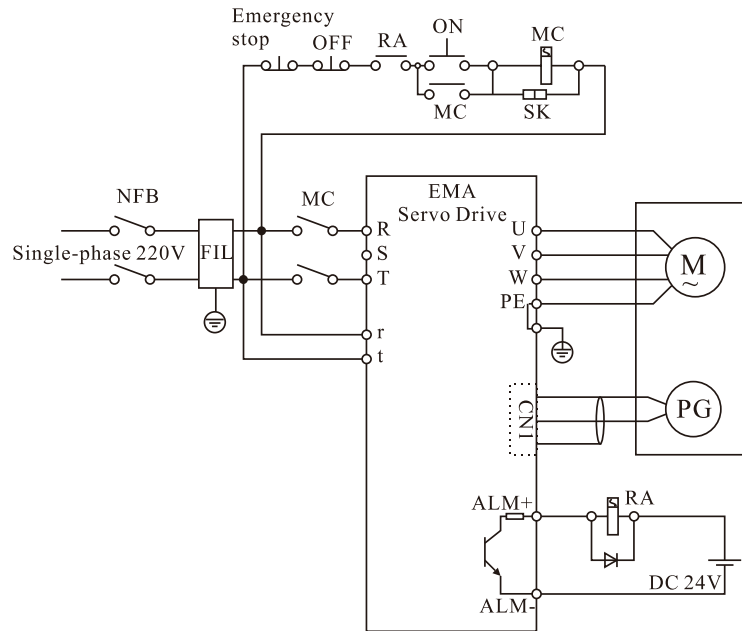 Emergency
stop
OFF
RA
ON
MC
MC
SK
NFB
MC
EMA
Servo Drive
Single-phase 220V
FIL
R
S
T
r
t
U
V
W
PE
M
~
CN1
PG
ALM+
RA
DC 24V
ALM-